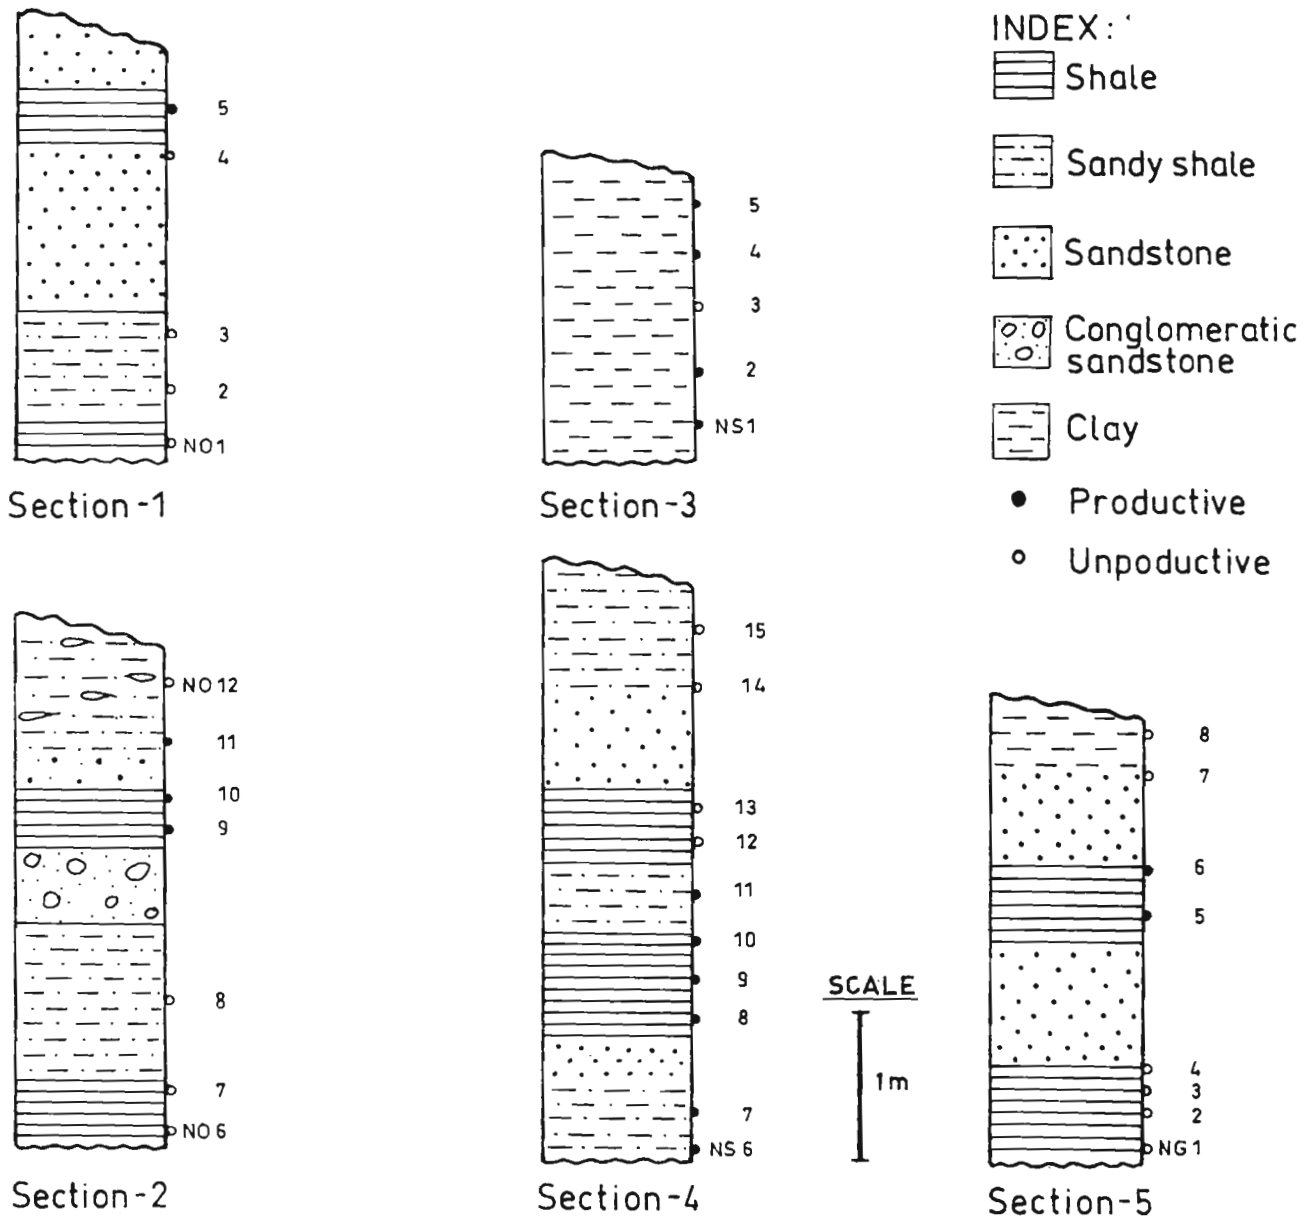 5
4
3
2
NO1
Section-1
5
4
3
2
NS1
Section-3
INDEX:
Shale
Sandy shale
Sandstone
Conglomeratic
sandstone
Clay
Productive
Unpoductive
NO12
11
10
9
8
7
NO6
Section-2
15
14
13
12
11
10
9
8
7
NS6
Section-4
SCALE
1m
8
7
6
5
4
3
2
NG1
Section-5